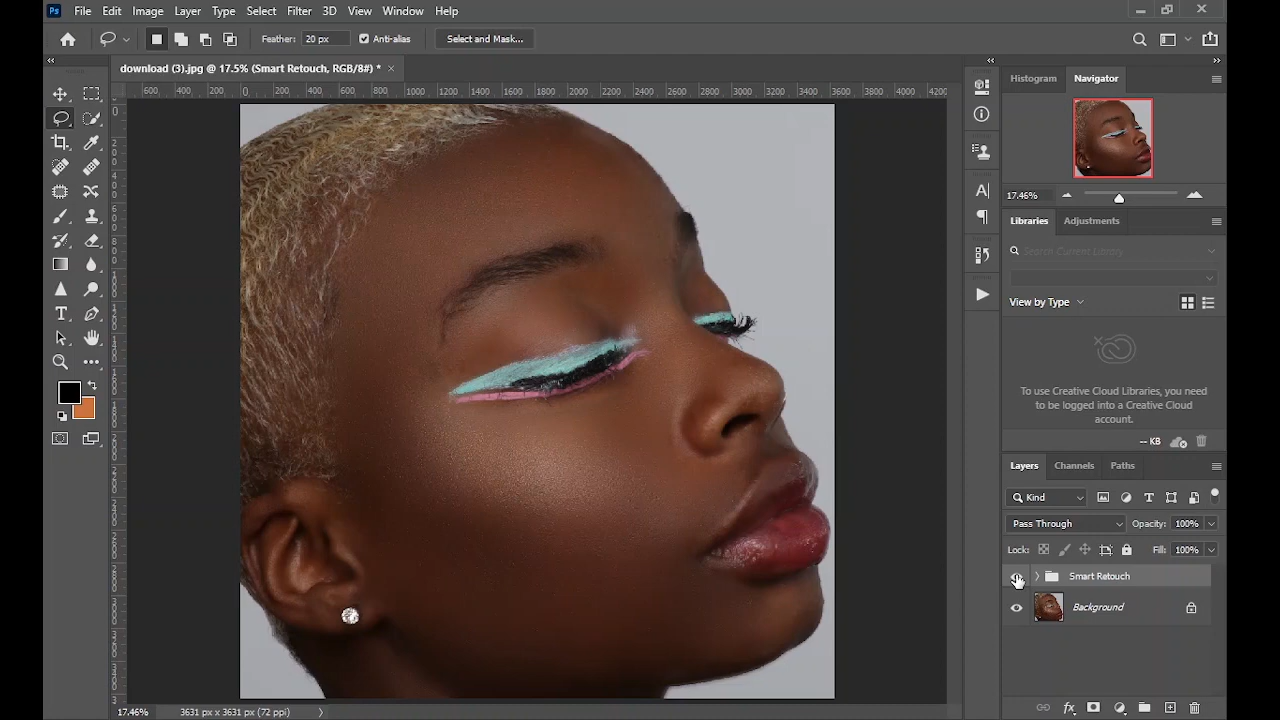 Ps File Edit Image Layer Type Select Filter 3D View Window Help
Feather: 20 px Anti-alias Select and Mask...
download (3).jpg @ 17.5% (Smart Retouch, RGB/8#) * ×
600 400 200 0 200 400 600 800 1000 1200 1400 1600 1800 2000 2200 2400 2600 2800 3000 3200 3400 3600 3800 4000 4200
Histogram Navigator
17.46%
Libraries Adjustments
Search Current Library
View by Type
To use Creative Cloud Libraries, you need
to be logged into a Creative Cloud
account.
-- KB
Layers Channels Paths
Kind
Pass Through Opacity: 100%
Lock: Fill: 100%
Smart Retouch
Background
17.46% 3631 px x 3631 px (72 ppi)